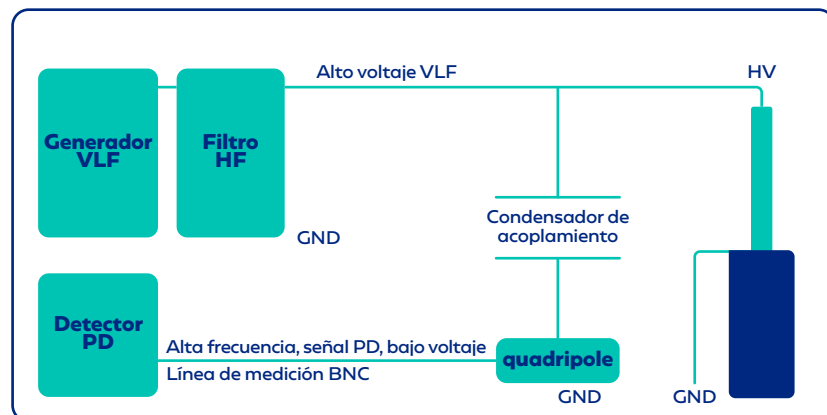 Alto voltaje VLF
HV
Generador
VLF
Filtro
HF
GND
Condensador de
acoplamiento
Detector
PD
Alta frecuencia, señal PD, bajo voltaje
Línea de medición BNC
quadripole
GND
GND